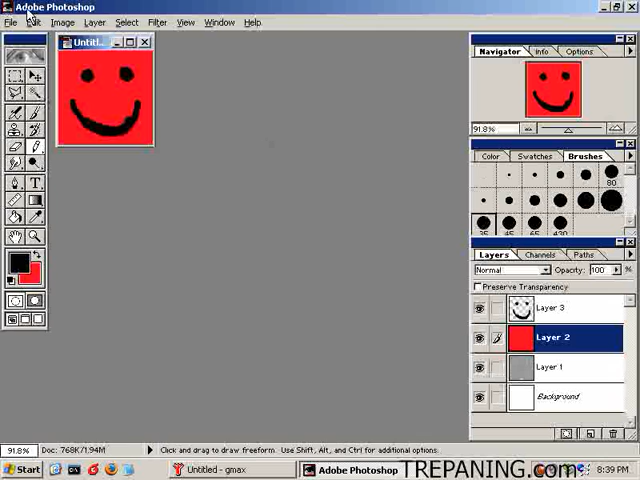 Adobe Photoshop
File Edit Image Layer Select Filter View Window Help
Untitl...
Navigator Info Options
91.8%
Color Swatches Brushes
80
35 45 65 430
Layers Channels Paths
Normal Opacity: 100 %
Preserve Transparency
Layer 3
Layer 2
Layer 1
Background
91.8% Doc: 768K/1.94M Click and drag to draw freeform. Use Shift, Alt, and Ctrl for additional options.
Start Untitled - gmax Adobe Photoshop TREPANING.com 8:39 PM